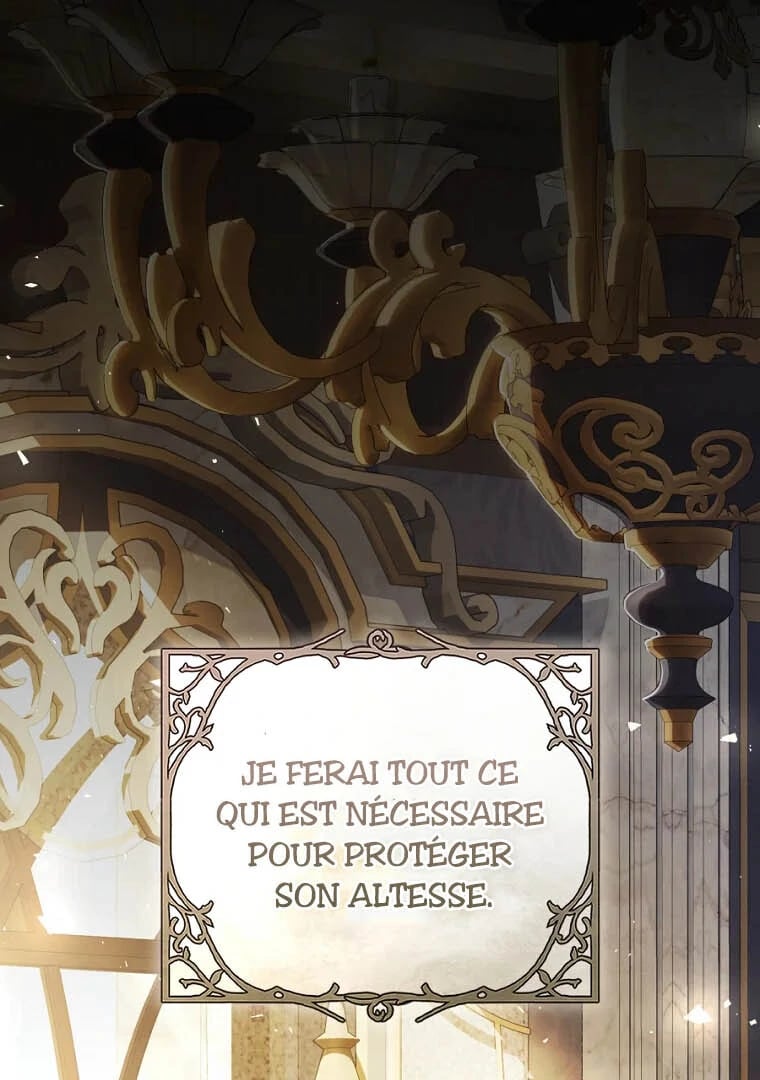 JE FERAI TOUT CE
QUI EST NÉCESSAIRE
POUR PROTÉGER
SON ALTESSE.